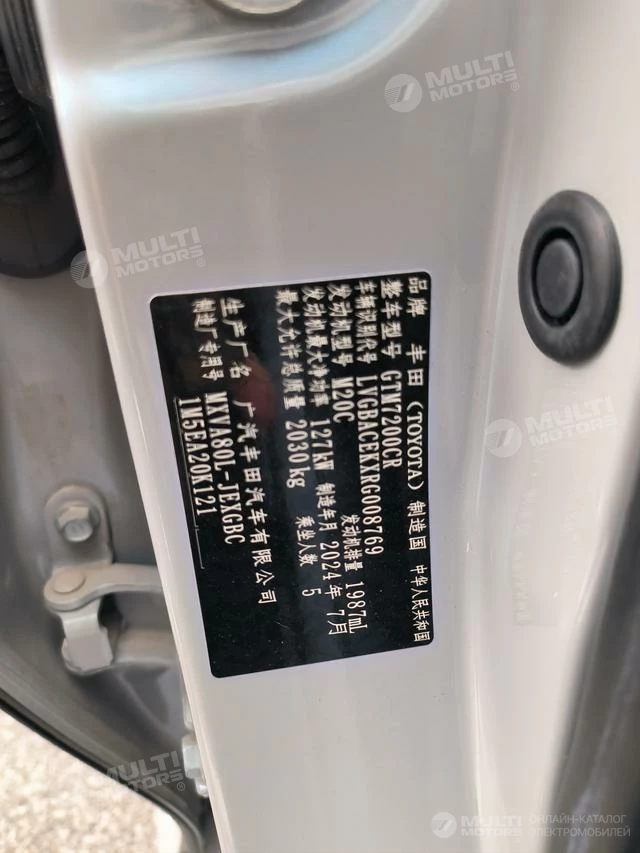 品牌 丰田(TOYOTA) 制造国 中华人民共和国
整车型号 GTM7200CR
车辆识别代号 LVGBACEKXRG008769
发动机型号 M20C 发动机排量 1987mL
发动机最大净功率 127kW 制造年月 2024年 7月
最大允许总质量 2030kg 乘坐人数 5
生产厂名 广汽丰田汽车有限公司
制造厂专用号 MXVA80L-JEXGBC
1M5EA20K121
MULTI MOTORS
MULTI MOTORS
MULTI MOTORS
MULTI MOTORS
MULTI MOTORS
ОНЛАЙН-КАТАЛОГ
ЭЛЕКТРОМОБИЛЕЙ